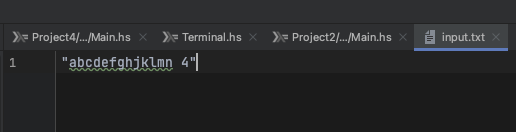 Project4/.../Main.hs Terminal.hs Project2/.../Main.hs input.txt
1 "abcdefghjklmn 4"